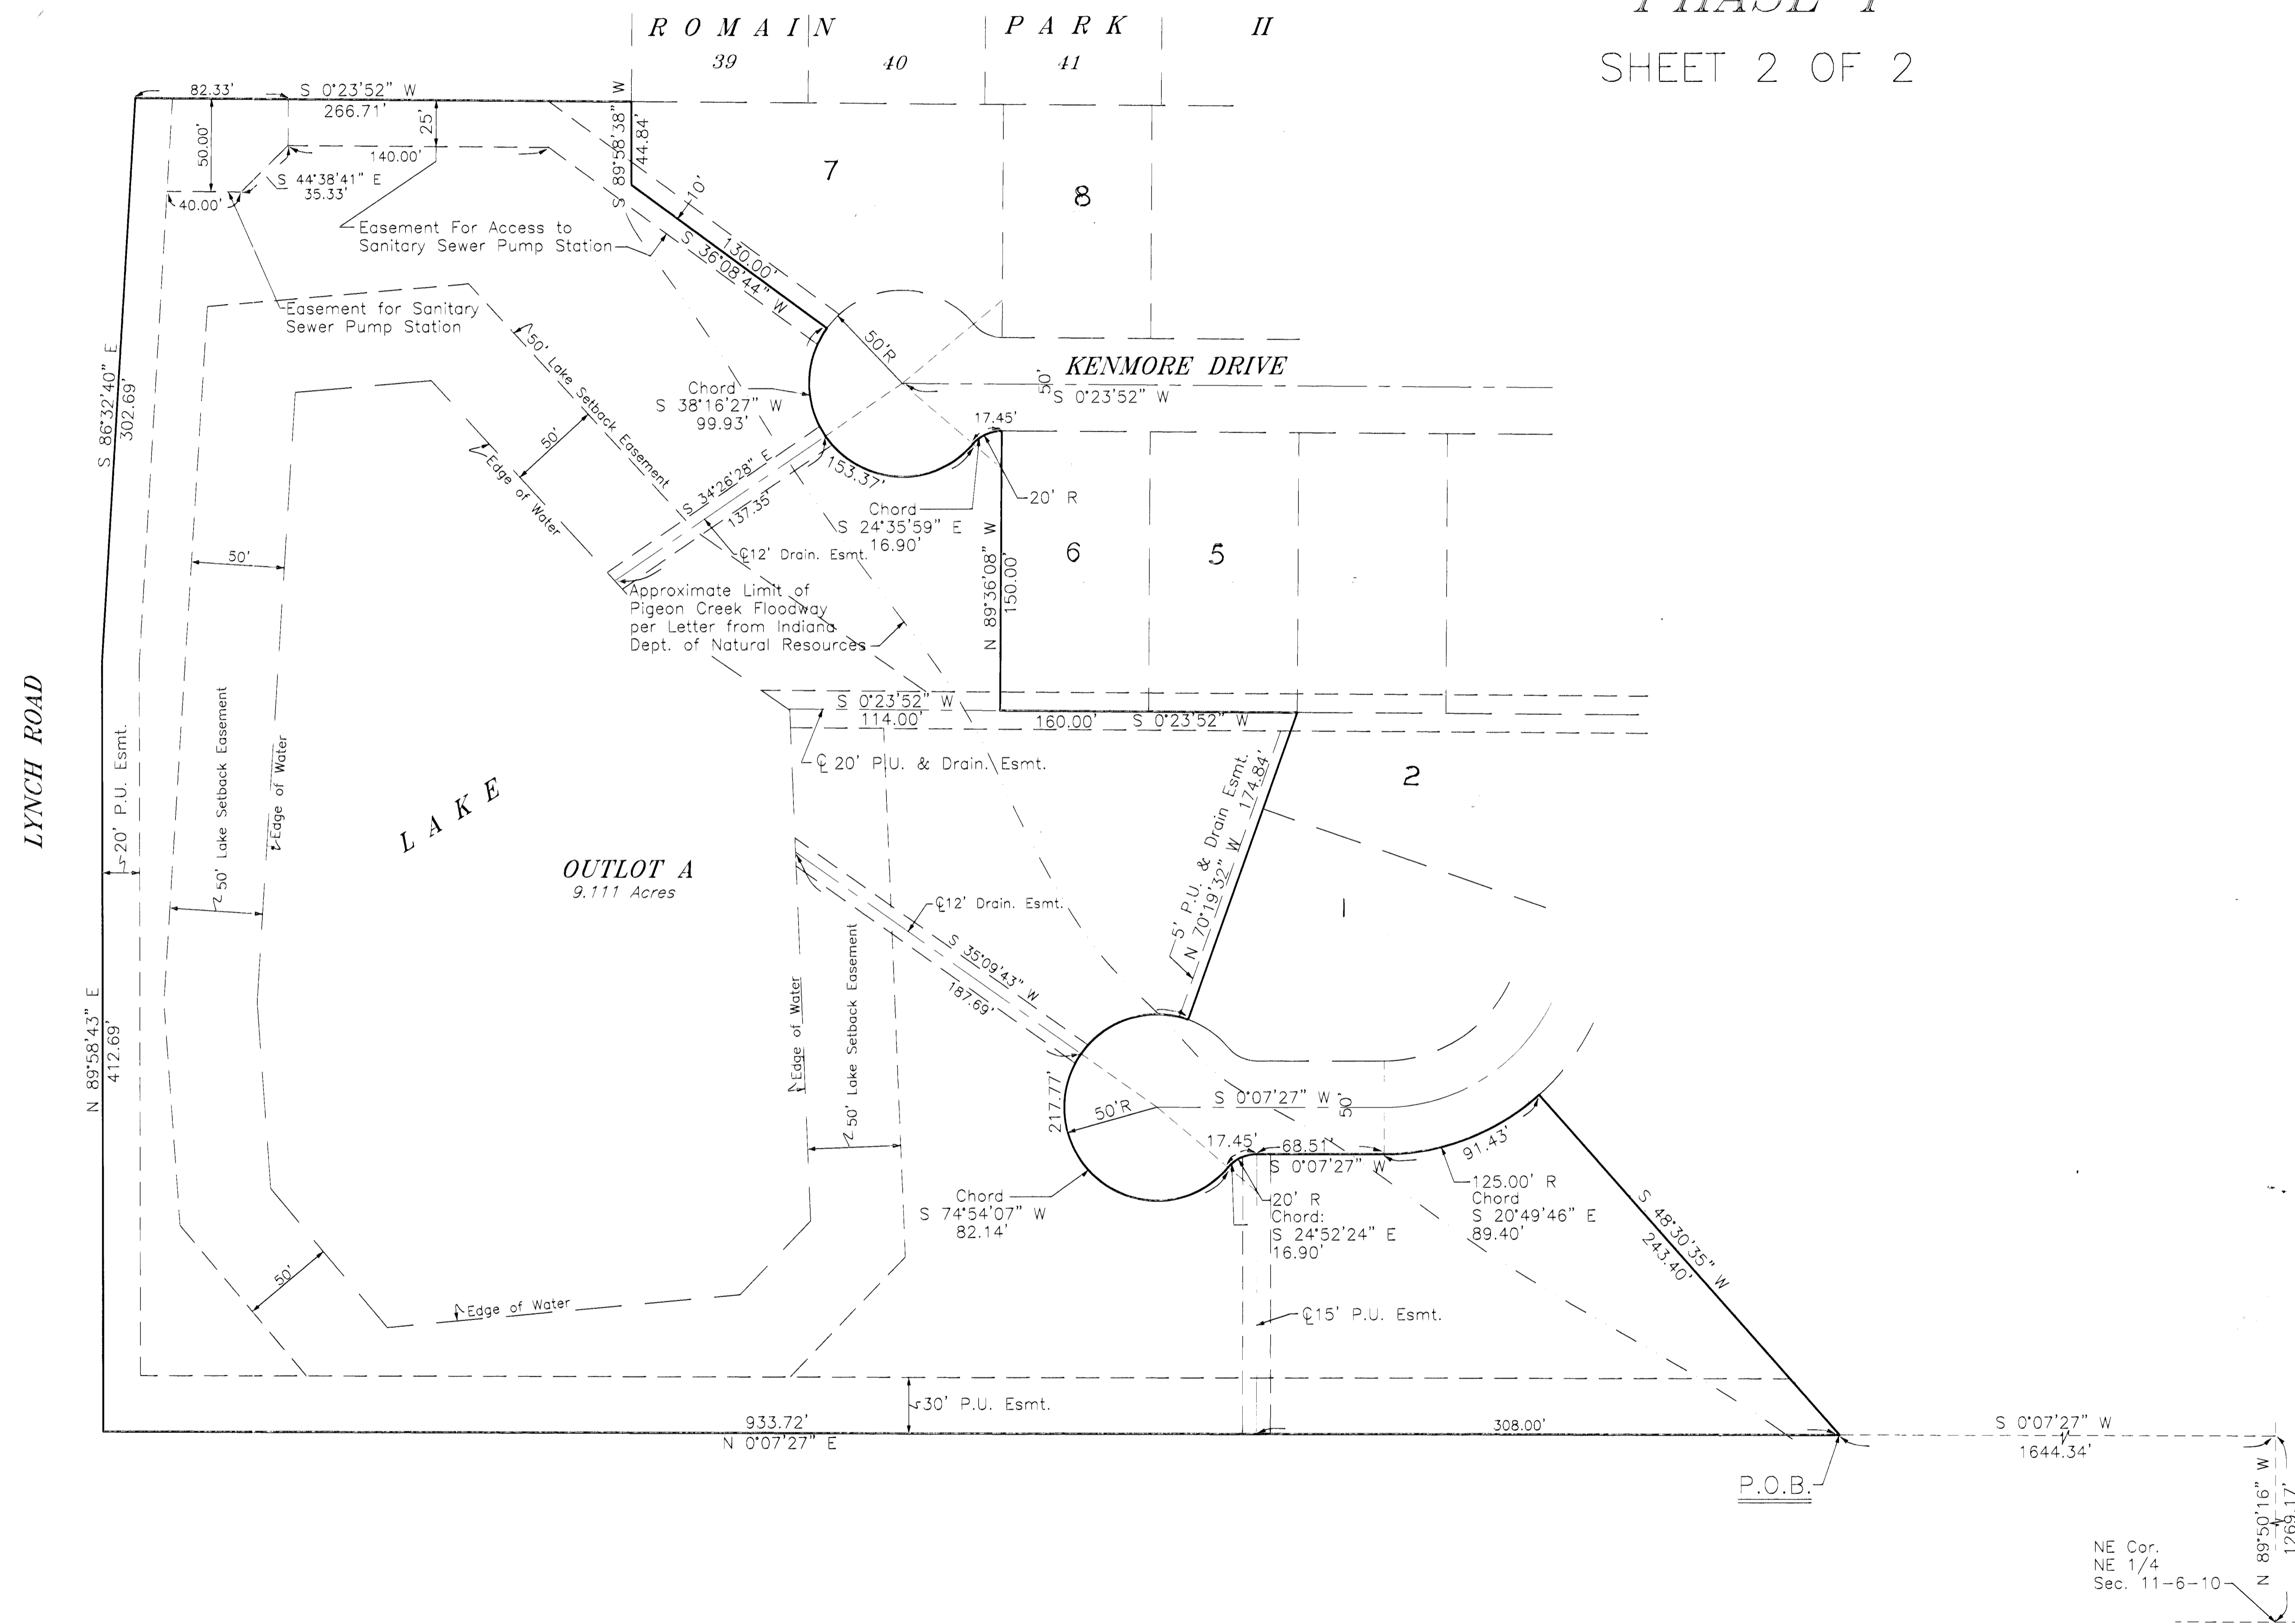 PHASE 1
SHEET 2 OF 2
ROMAIN PARK II
39
40
41
82.33'
S 0°23'52" W
266.71'
25'
50.00'
140.00'
S 44°38'41" E
35.33'
40.00'
S 89°58'38" W
44.84'
7
8
10'
Easement For Access to
Sanitary Sewer Pump Station
130.00'
S 36°08'44" W
Easement for Sanitary
Sewer Pump Station
50' Lake Setback Easement
50'R
KENMORE DRIVE
50'
S 0°23'52" W
Chord
S 38°16'27" W
99.93'
17.45'
S 86°32'40" E
302.69'
50'
Edge of Water
S 34°26'28" E
137.35'
153.37'
20' R
Chord
S 24°35'59" E
16.90'
℄12' Drain. Esmt.
N 89°36'08" W
150.00'
6
5
50'
Approximate Limit of
Pigeon Creek Floodway
per Letter from Indiana
Dept. of Natural Resources
S 0°23'52" W
114.00'
160.00'
S 0°23'52" W
℄ 20' P.U. & Drain. Esmt.
LYNCH ROAD
20' P.U. Esmt.
50' Lake Setback Easement
Edge of Water
LAKE
OUTLOT A
9.111 Acres
5' P.U. & Drain Esmt.
N 70°19'32" W 174.84'
2
1
℄12' Drain. Esmt.
S 35°09'43" W
187.69'
N 89°58'43" E
412.69'
Edge of Water
50' Lake Setback Easement
217.77'
50'R
S 0°07'27" W
50'
17.45'
68.51'
S 0°07'27" W
91.43'
Chord
S 74°54'07" W
82.14'
20' R
Chord:
S 24°52'24" E
16.90'
125.00' R
Chord
S 20°49'46" E
89.40'
S 48°30'35" W
243.40'
50'
Edge of Water
℄15' P.U. Esmt.
30' P.U. Esmt.
933.72'
N 0°07'27" E
308.00'
S 0°07'27" W
1644.34'
P.O.B.
N 89°50'16" W
1269.17'
NE Cor.
NE 1/4
Sec. 11-6-10